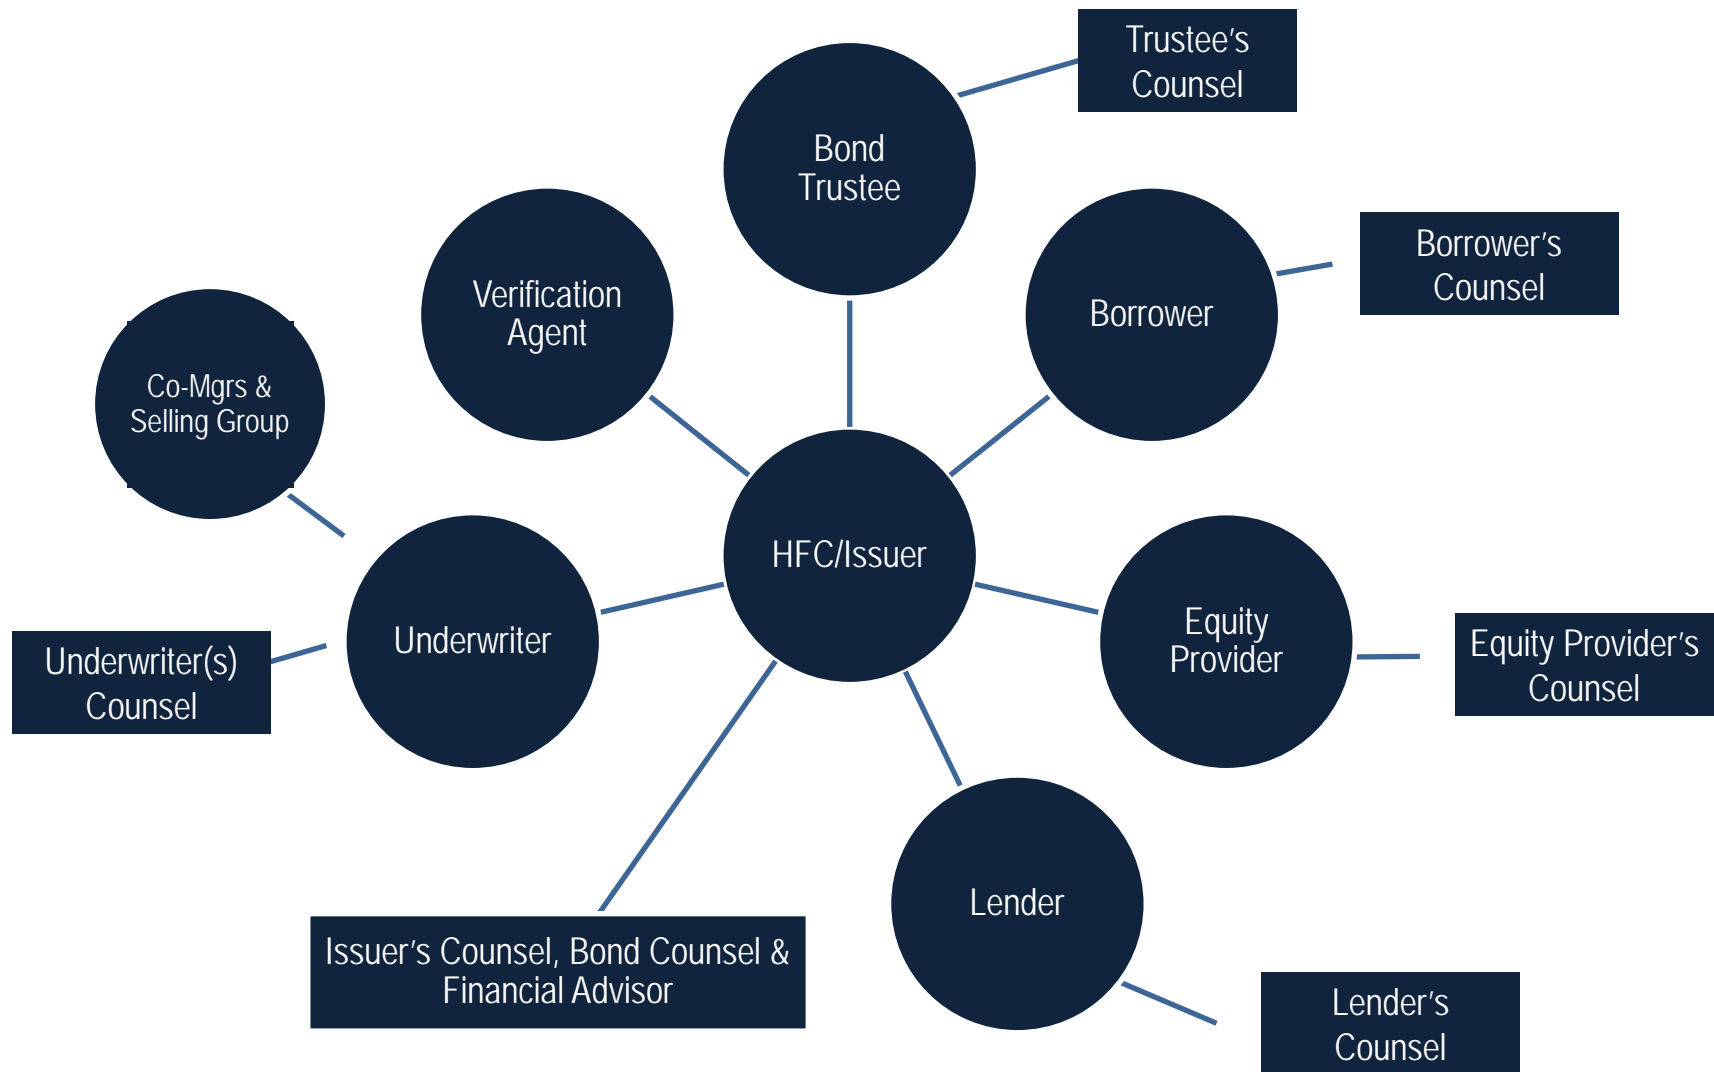 Trustee’s
Counsel
Bond
Trustee
Borrower’s
Counsel
Verification
Agent
Borrower
Co-Mgrs &
Selling Group
HFC/Issuer
Underwriter
Equity
Provider
Underwriter(s)
Counsel
Equity Provider’s
Counsel
Lender
Issuer’s Counsel, Bond Counsel &
Financial Advisor
Lender’s
Counsel